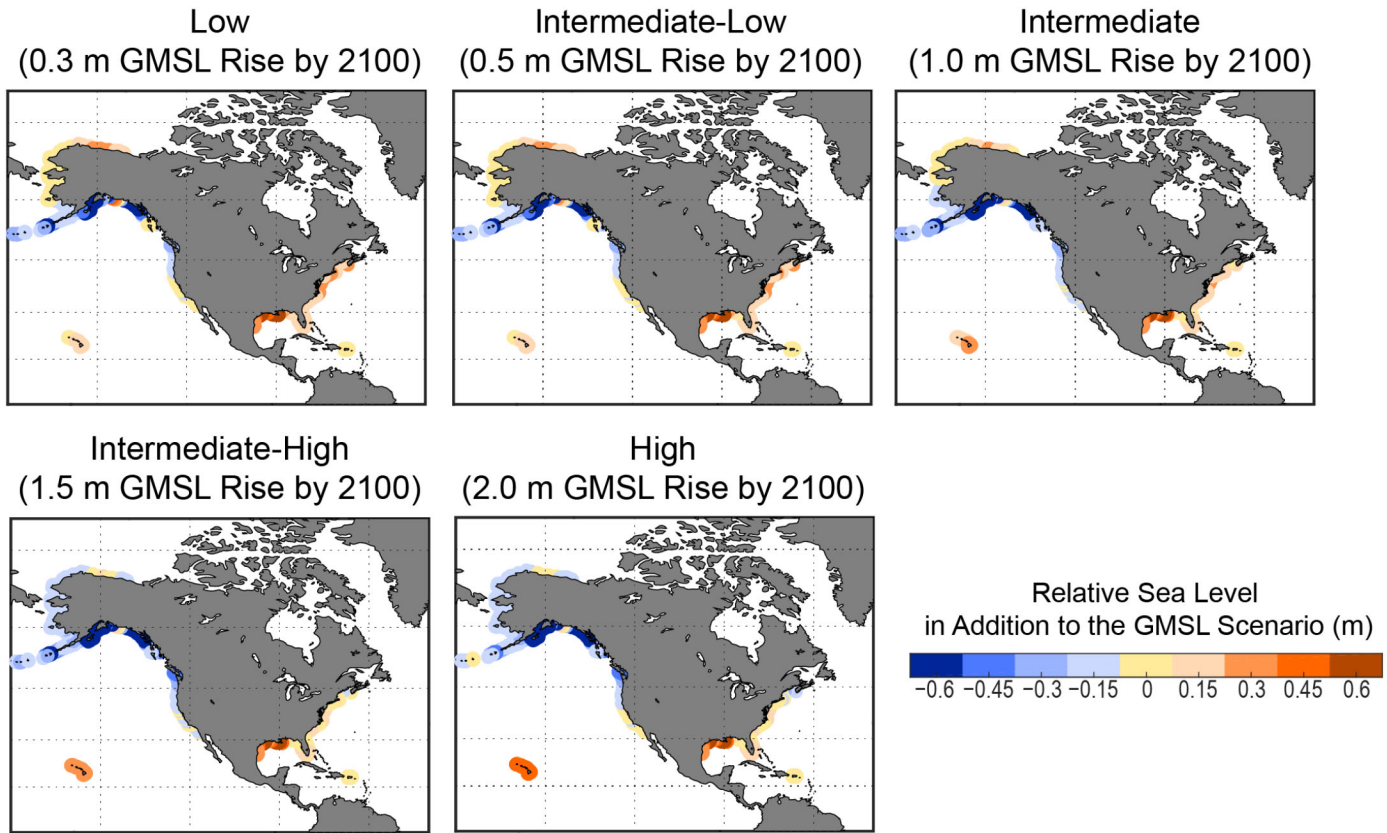 Low
(0.3 m GMSL Rise by 2100)
Intermediate-Low
(0.5 m GMSL Rise by 2100)
Intermediate
(1.0 m GMSL Rise by 2100)
Intermediate-High
(1.5 m GMSL Rise by 2100)
High
(2.0 m GMSL Rise by 2100)
Relative Sea Level
in Addition to the GMSL Scenario (m)
−0.6 −0.45 −0.3 −0.15 0 0.15 0.3 0.45 0.6